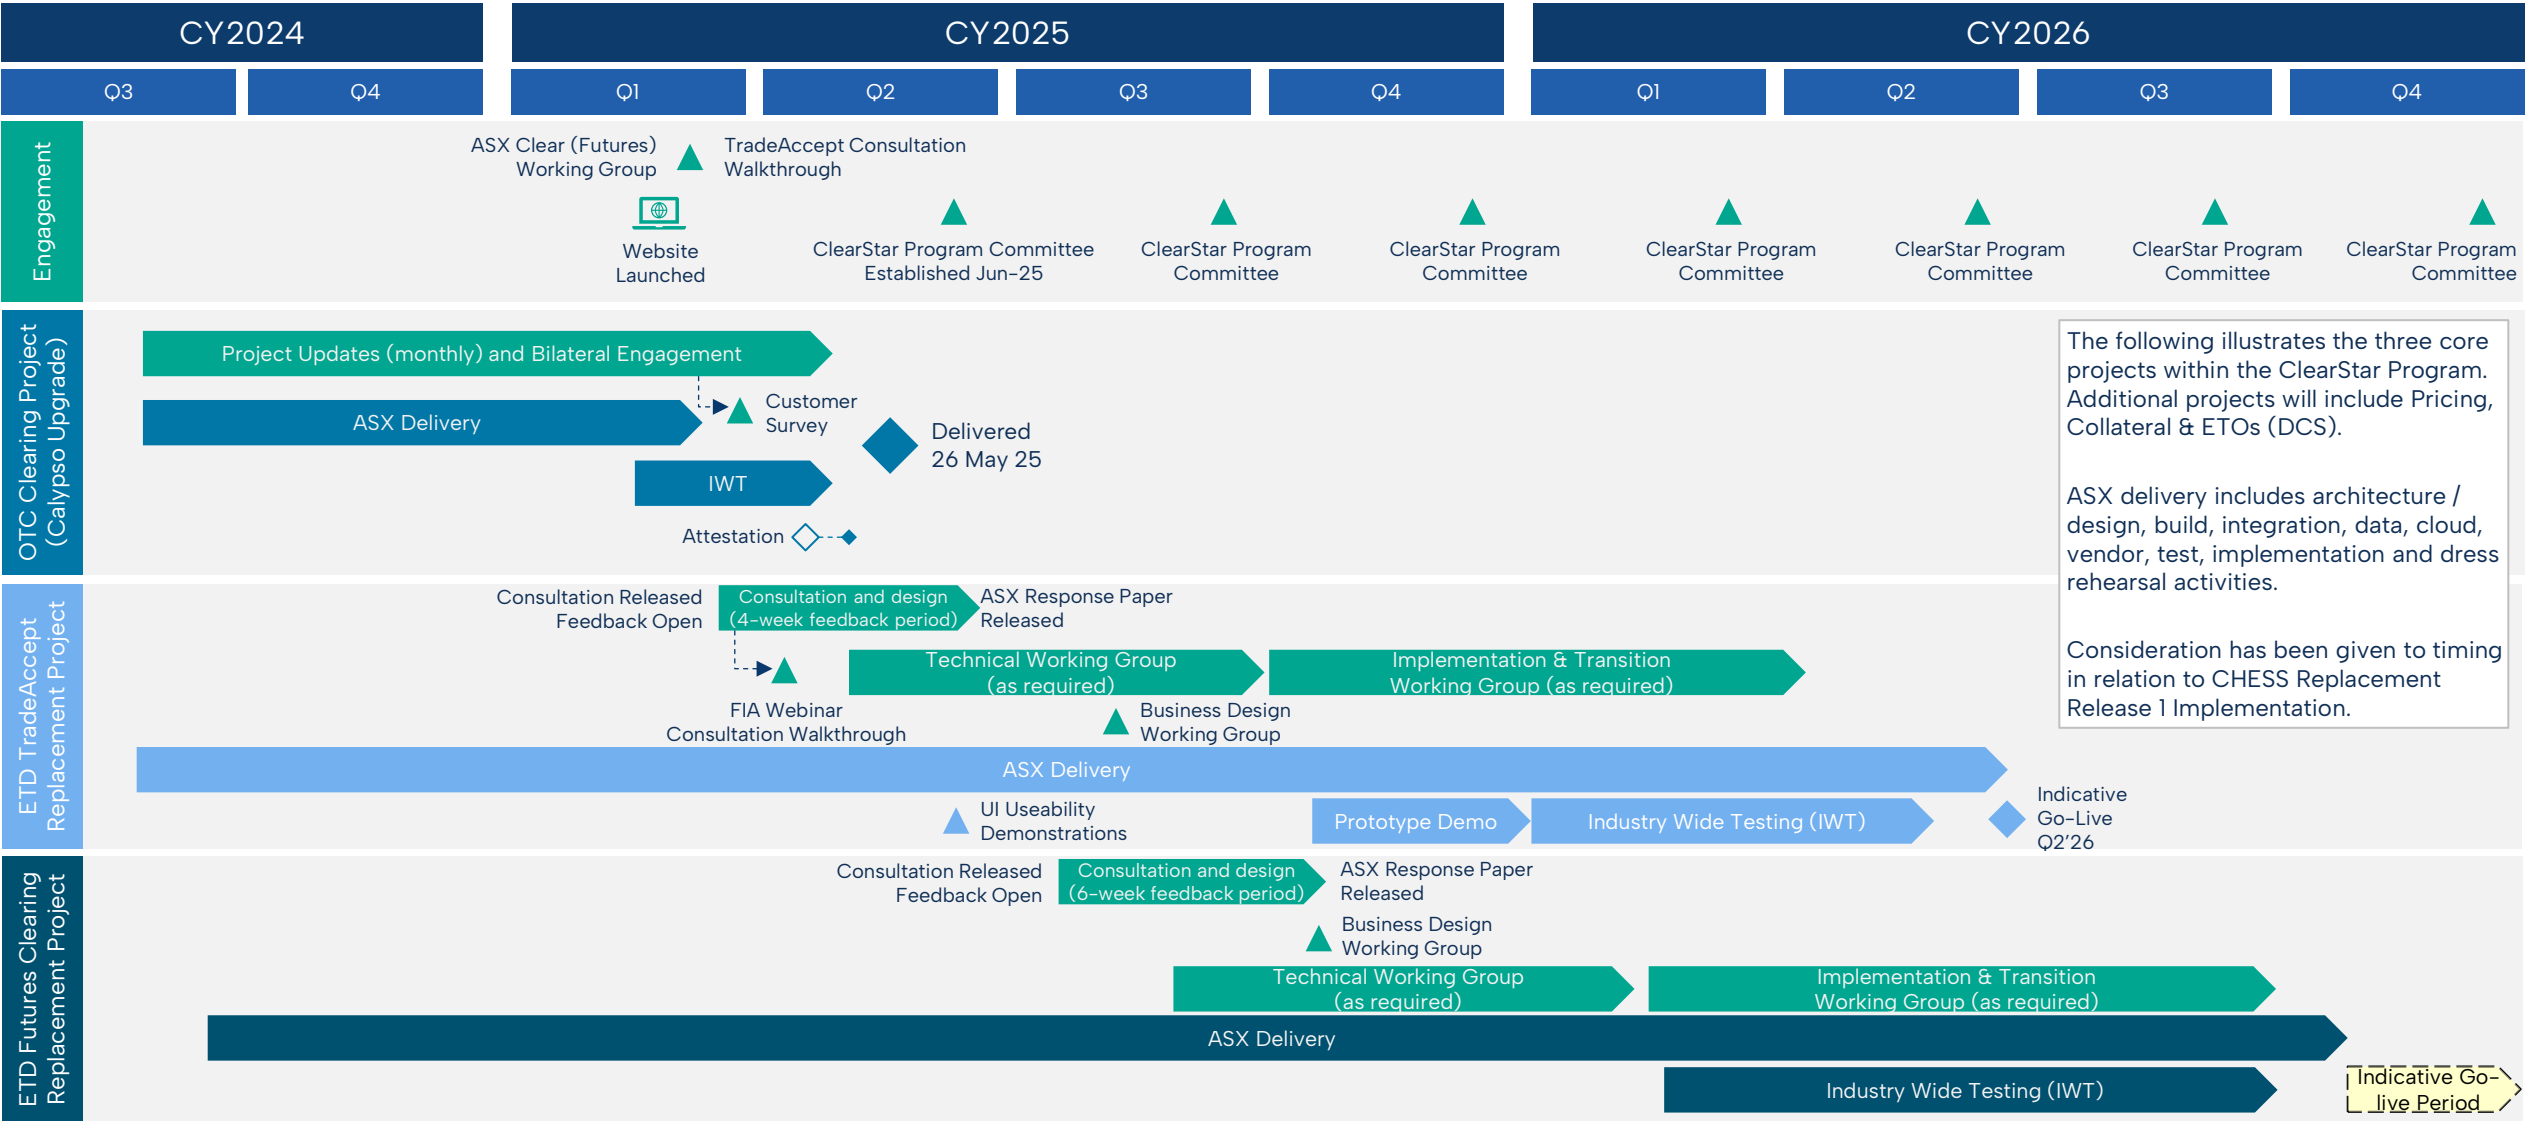 CY2024
CY2025
CY2026
Q3
Q4
Q1
Q2
Q3
Q4
Q1
Q2
Q3
Q4
Engagement
ASX Clear (Futures)
Working Group
TradeAccept Consultation
Walkthrough
Website
Launched
ClearStar Program Committee
Established Jun-25
ClearStar Program
Committee
ClearStar Program
Committee
ClearStar Program
Committee
ClearStar Program
Committee
ClearStar Program
Committee
ClearStar Program
Committee
OTC Clearing Project
(Calypso Upgrade)
Project Updates (monthly) and Bilateral Engagement
ASX Delivery
Customer
Survey
Delivered
26 May 25
IWT
Attestation
The following illustrates the three core
projects within the ClearStar Program.
Additional projects will include Pricing,
Collateral & ETOs (DCS).
ASX delivery includes architecture /
design, build, integration, data, cloud,
vendor, test, implementation and dress
rehearsal activities.
Consideration has been given to timing
in relation to CHESS Replacement
Release 1 Implementation.
ETD TradeAccept
Replacement Project
Consultation Released
Feedback Open
Consultation and design
(4-week feedback period)
ASX Response Paper
Released
Technical Working Group
(as required)
Implementation & Transition
Working Group (as required)
FIA Webinar
Consultation Walkthrough
Business Design
Working Group
ASX Delivery
UI Useability
Demonstrations
Prototype Demo
Industry Wide Testing (IWT)
Indicative
Go-Live
Q2'26
ETD Futures Clearing
Replacement Project
Consultation Released
Feedback Open
Consultation and design
(6-week feedback period)
ASX Response Paper
Released
Business Design
Working Group
Technical Working Group
(as required)
Implementation & Transition
Working Group (as required)
ASX Delivery
Industry Wide Testing (IWT)
Indicative Go-
live Period